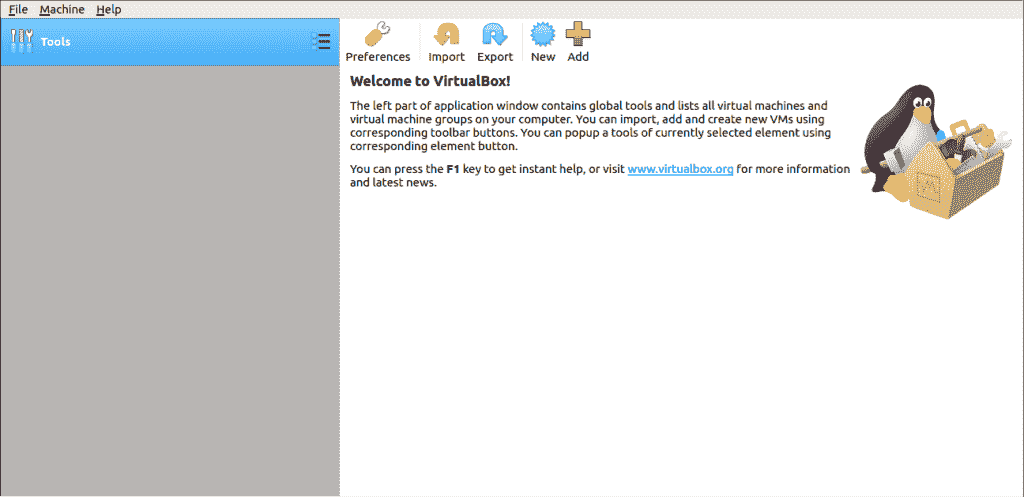 File Machine Help
Tools
Preferences Import Export New Add
Welcome to VirtualBox!
The left part of application window contains global tools and lists all virtual machines and
virtual machine groups on your computer. You can import, add and create new VMs using
corresponding toolbar buttons. You can popup a tools of currently selected element using
corresponding element button.
You can press the F1 key to get instant help, or visit www.virtualbox.org for more information
and latest news.